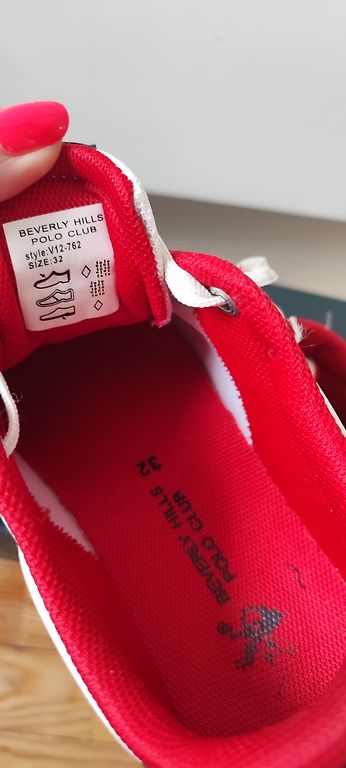 BEVERLY HILLS
POLO CLUB
style:V12-762
SIZE:32
32
BEVERLY HILLS
POLO CLUB
®